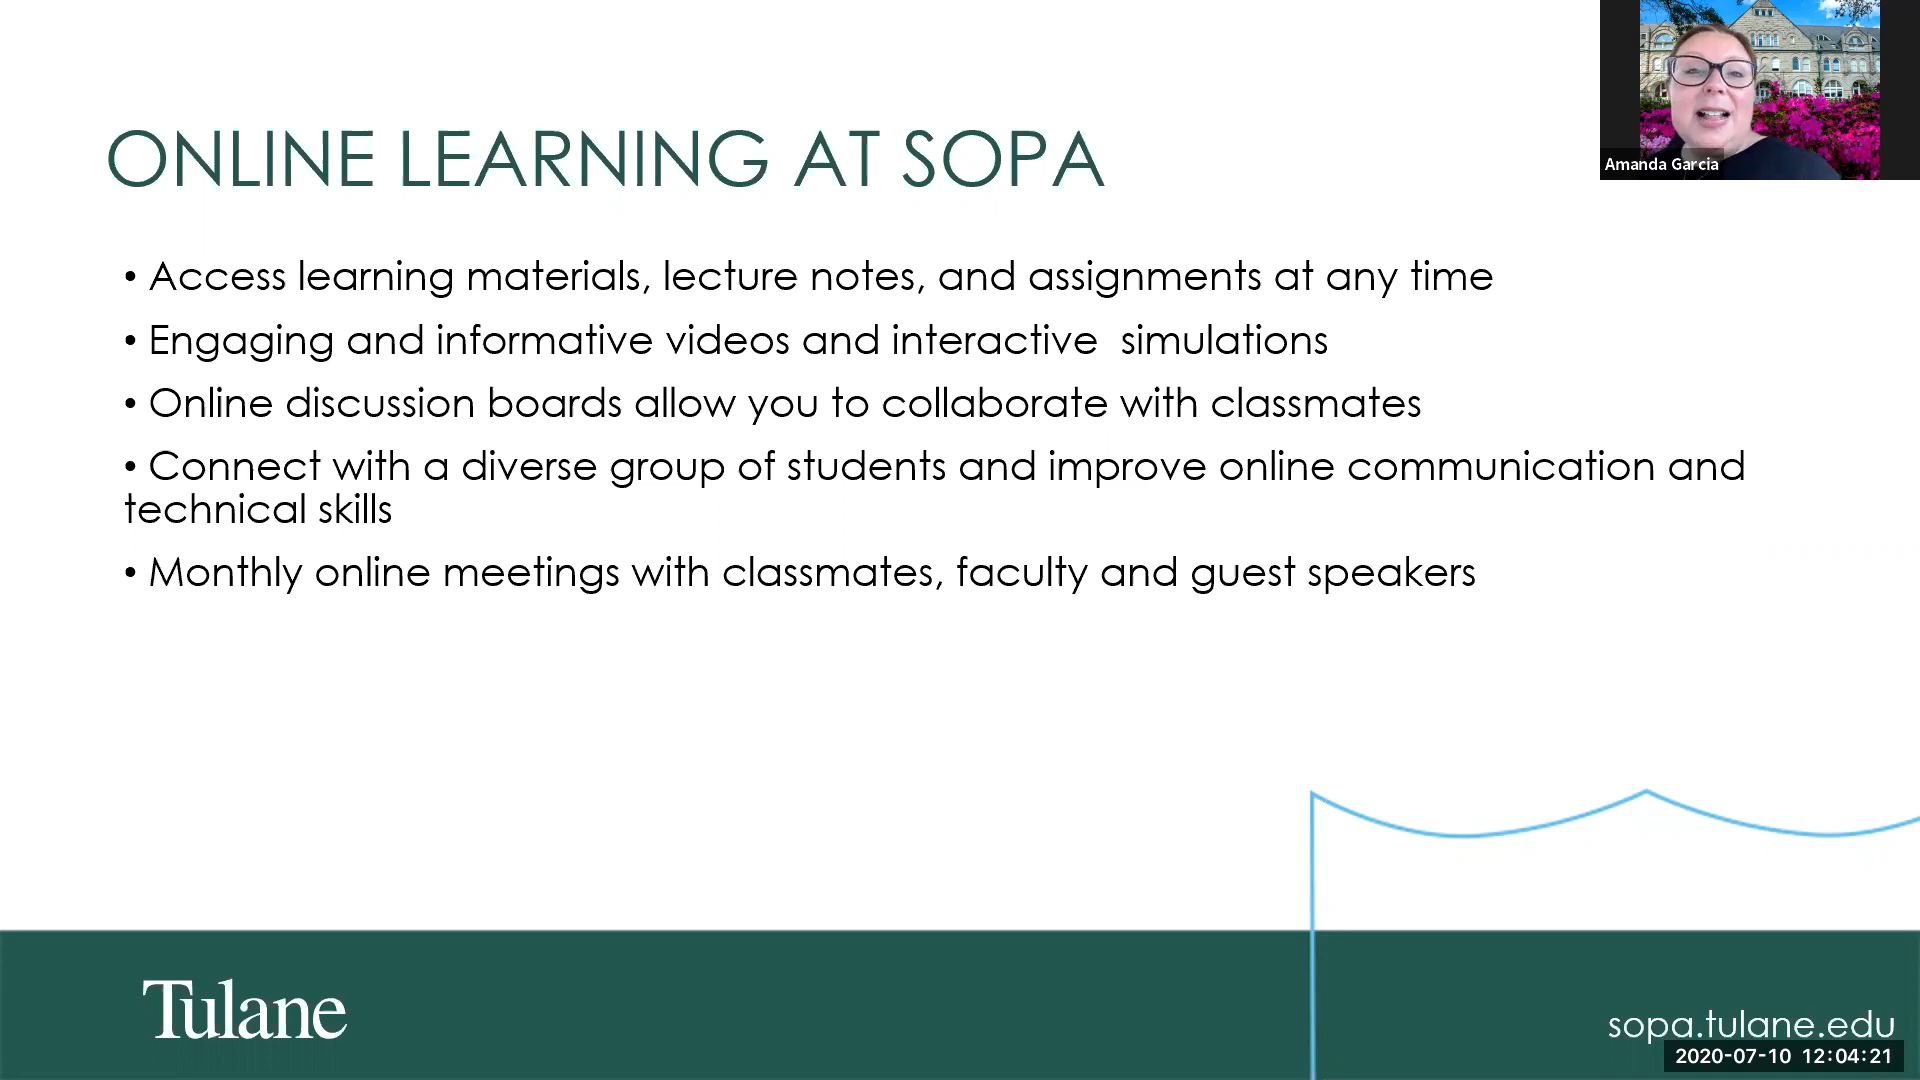 ONLINE LEARNING AT SOPA
Amanda Garcia
• Access learning materials, lecture notes, and assignments at any time
• Engaging and informative videos and interactive  simulations
• Online discussion boards allow you to collaborate with classmates
• Connect with a diverse group of students and improve online communication and
technical skills
• Monthly online meetings with classmates, faculty and guest speakers
Tulane
sopa.tulane.edu
2020-07-10 12:04:21